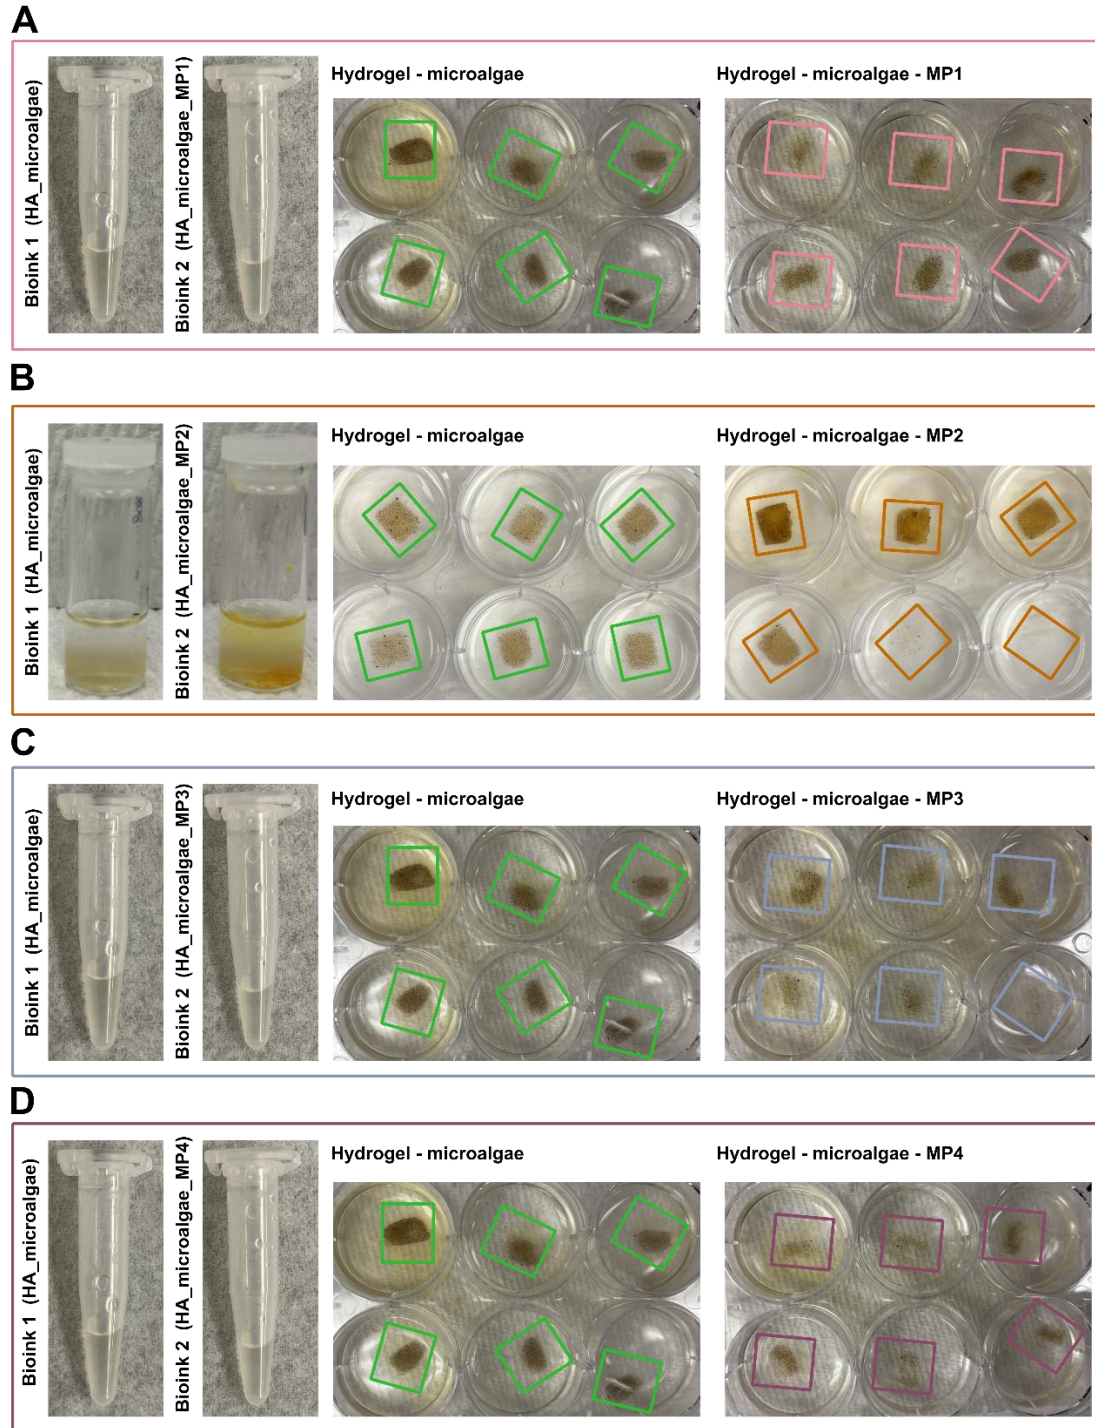 A
Bioink 1 (HA_microalgae)
Bioink 2 (HA_microalgae_MP1)
Hydrogel - microalgae
Hydrogel - microalgae - MP1
B
Bioink 1 (HA_microalgae)
Bioink 2 (HA_microalgae_MP2)
Hydrogel - microalgae
Hydrogel - microalgae - MP2
C
Bioink 1 (HA_microalgae)
Bioink 2 (HA_microalgae_MP3)
Hydrogel - microalgae
Hydrogel - microalgae - MP3
D
Bioink 1 (HA_microalgae)
Bioink 2 (HA_microalgae_MP4)
Hydrogel - microalgae
Hydrogel - microalgae - MP4